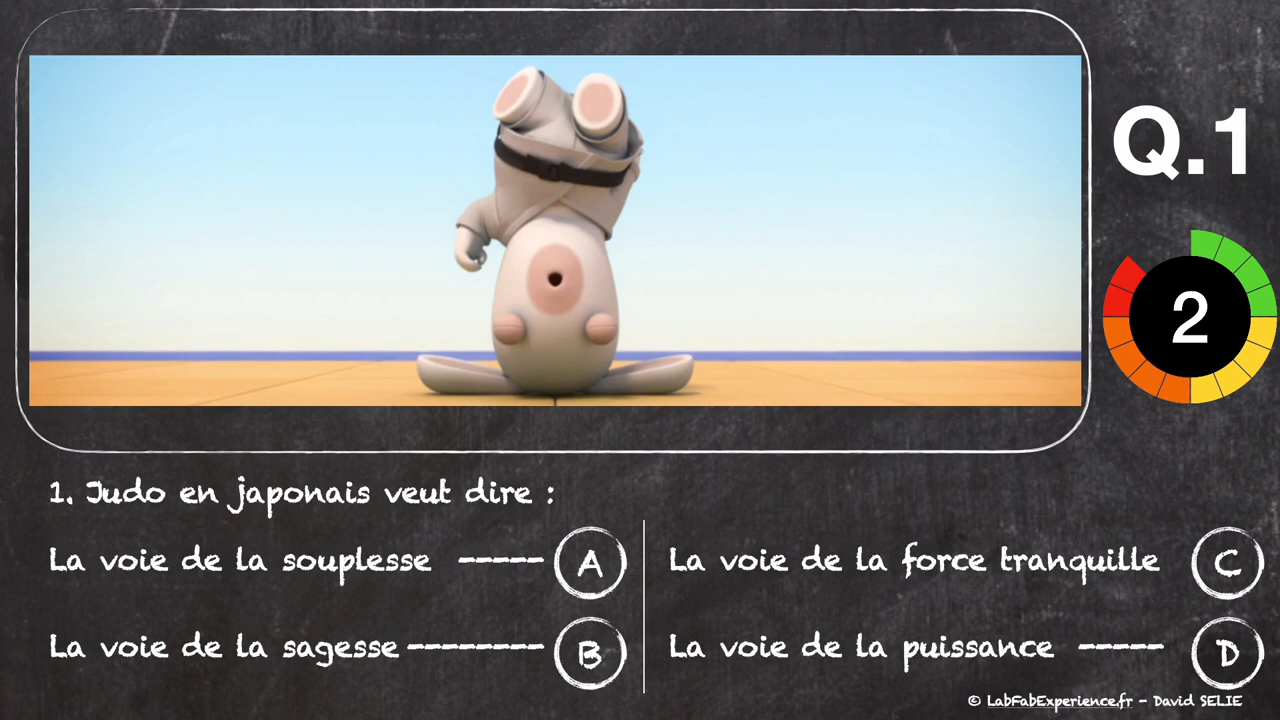 Q.1
2
1. Judo en japonais veut dire :
La voie de la souplesse ----- A
La voie de la sagesse -------- B
La voie de la force tranquille C
La voie de la puissance ----- D
© LabFabExperience.fr - David SELIE